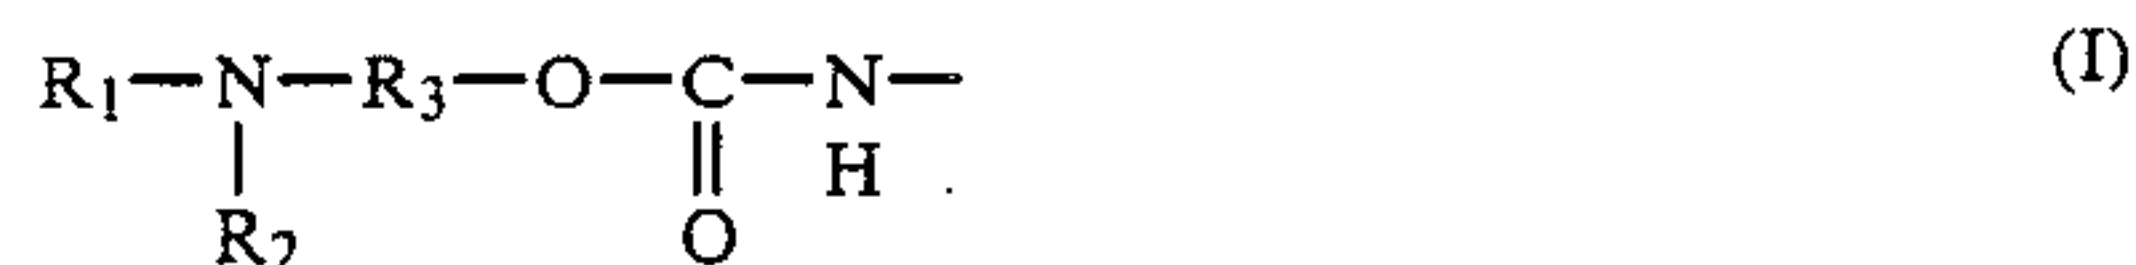 R1—N—R3—O—C—N— (I)
H .
R2 O